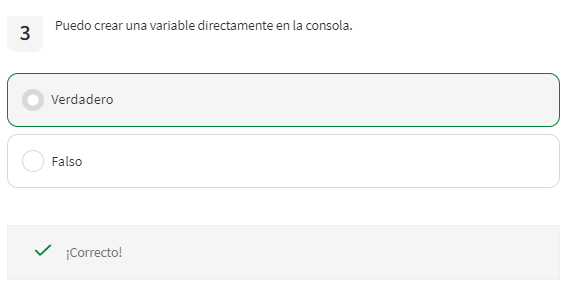 3
Puedo crear una variable directamente en la consola.
Verdadero
Falso
¡Correcto!